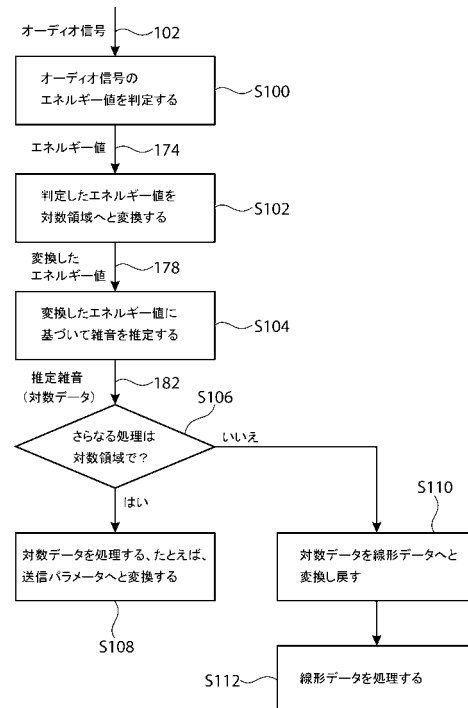 オーディオ信号
102
オーディオ信号の
エネルギー値を判定する
S100
エネルギー値
174
判定したエネルギー値を
対数領域へと変換する
S102
変換した
エネルギー値
178
変換したエネルギー値に
基づいて雑音を推定する
S104
推定雑音
（対数データ）
182
S106
さらなる処理は
対数領域で？
いいえ
はい
S110
対数データを処理する、たとえば、
送信パラメータへと変換する
S108
対数データを線形データへと
変換し戻す
S112
線形データを処理する